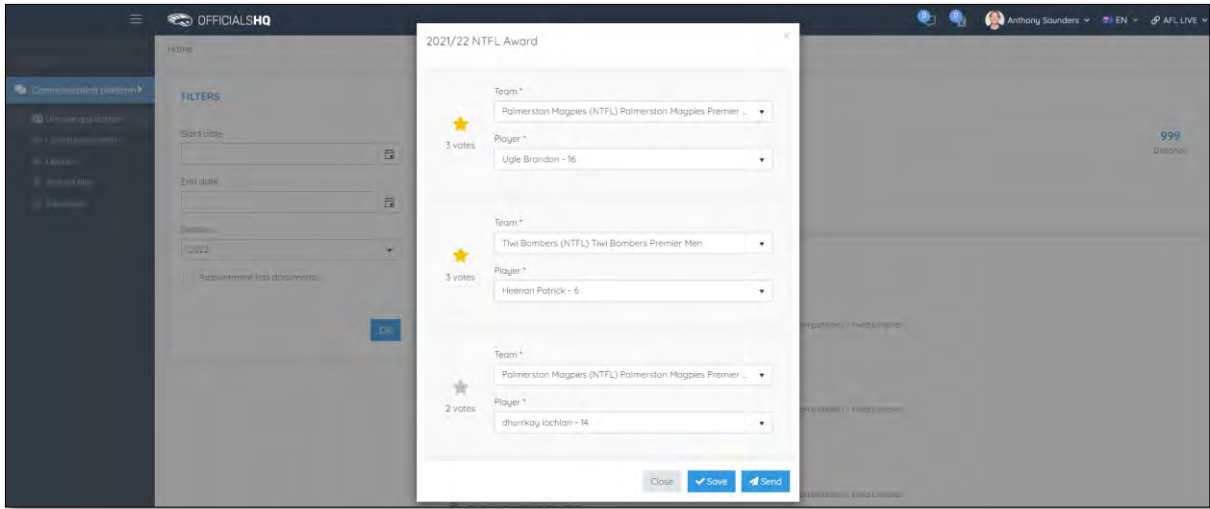 OFFICIALSHQ
Anthony Saunders
EN
AFL LIVE
2021/22 NTFL Award
Home
Communication platform
FILTERS
Start date
End date
2022
Appointment has documents
OK
999
Distance
Team *
Palmerston Magpies (NTFL) Palmerston Magpies Premier ...
3 votes
Player *
Ugle Brandon - 16
Team *
Tiwi Bombers (NTFL) Tiwi Bombers Premier Men
3 votes
Player *
Heenan Patrick - 6
Team *
Palmerston Magpies (NTFL) Palmerston Magpies Premier ...
2 votes
Player *
dhurrkay lochlan - 14
Close
Save
Send